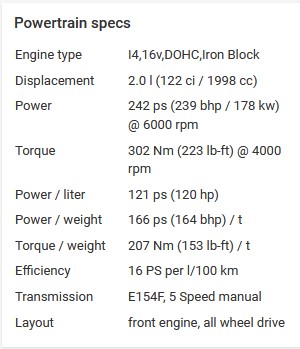 Powertrain specs
Engine type I4,16v,DOHC,Iron Block
Displacement 2.0 l (122 ci / 1998 cc)
Power 242 ps (239 bhp / 178 kw)
@ 6000 rpm
Torque 302 Nm (223 lb-ft) @ 4000
rpm
Power / liter 121 ps (120 hp)
Power / weight 166 ps (164 bhp) / t
Torque / weight 207 Nm (153 lb-ft) / t
Efficiency 16 PS per l/100 km
Transmission E154F, 5 Speed manual
Layout front engine, all wheel drive